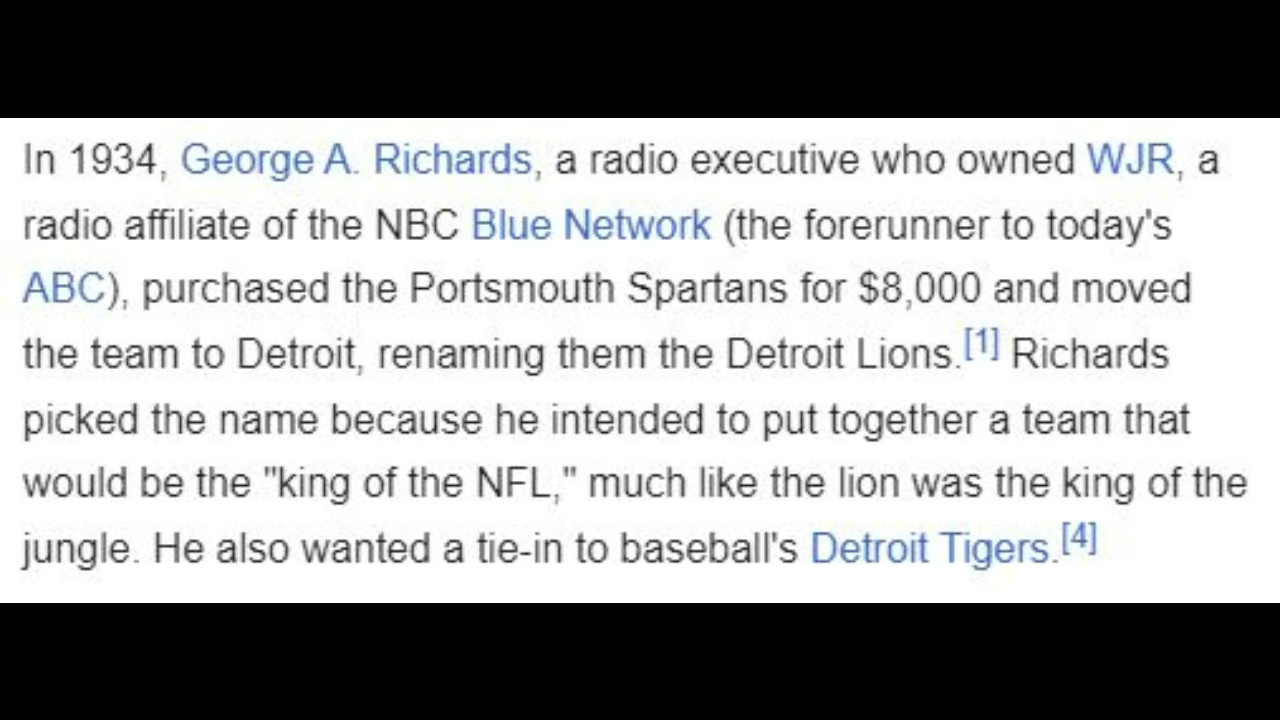 In 1934, George A. Richards, a radio executive who owned WJR, a
radio affiliate of the NBC Blue Network (the forerunner to today's
ABC), purchased the Portsmouth Spartans for $8,000 and moved
the team to Detroit, renaming them the Detroit Lions.[1] Richards
picked the name because he intended to put together a team that
would be the "king of the NFL," much like the lion was the king of the
jungle. He also wanted a tie-in to baseball's Detroit Tigers.[4]